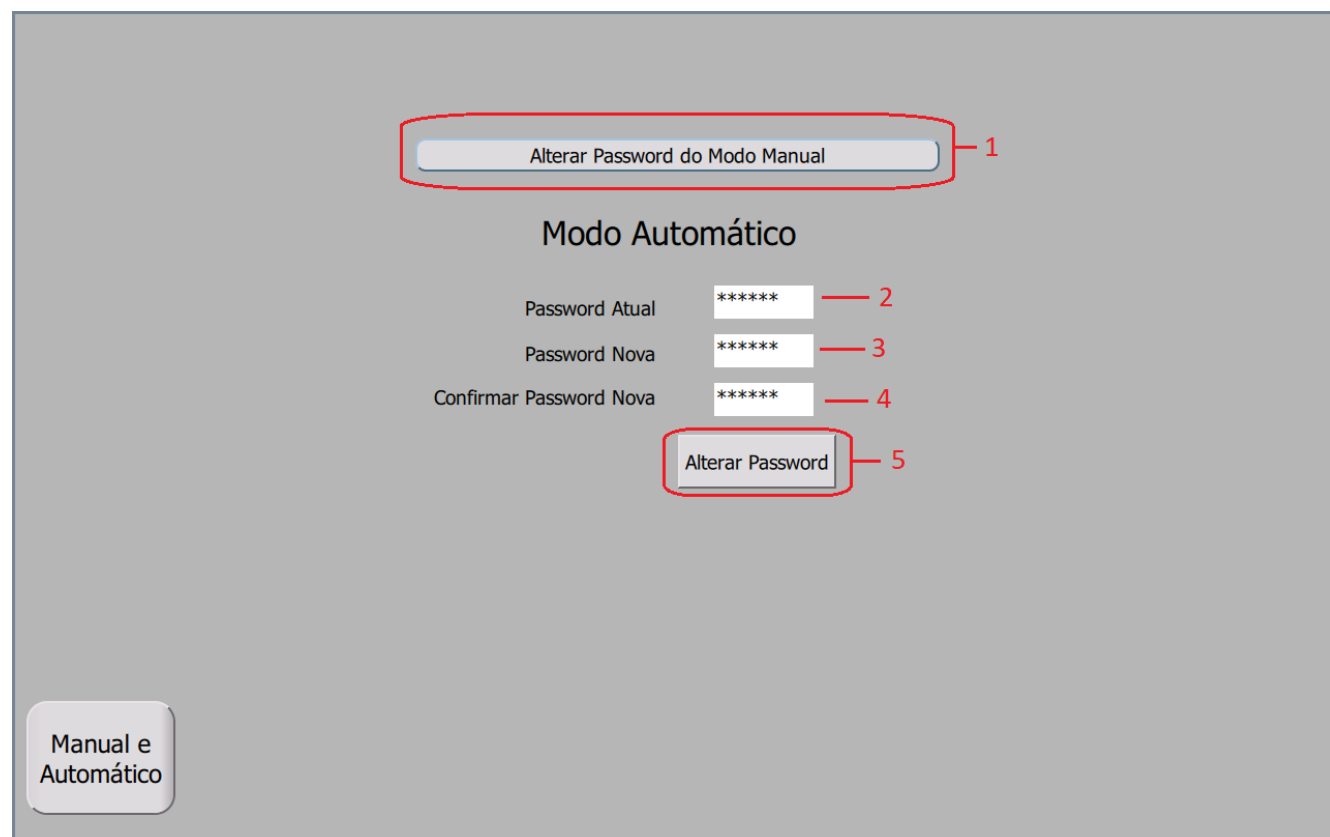 Alterar Password do Modo Manual
1
Modo Automático
Password Atual ****** 2
Password Nova ****** 3
Confirmar Password Nova ****** 4
Alterar Password 5
Manual e
Automático